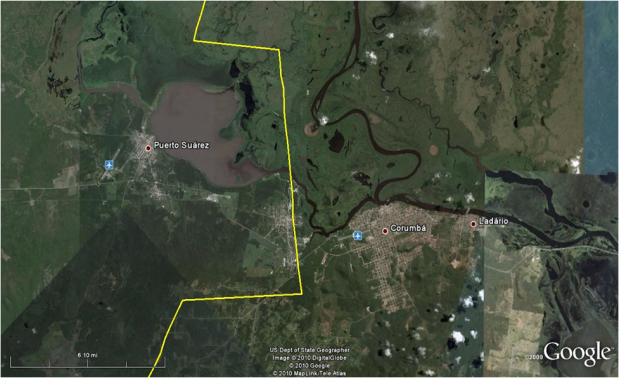 Puerto Suárez
Corumbá
Ladário
6.10 mi
US Dept of State Geographer
Image © 2010 DigitalGlobe
© 2010 Google
© 2010 MapLink/Tele Atlas
©2009 Google